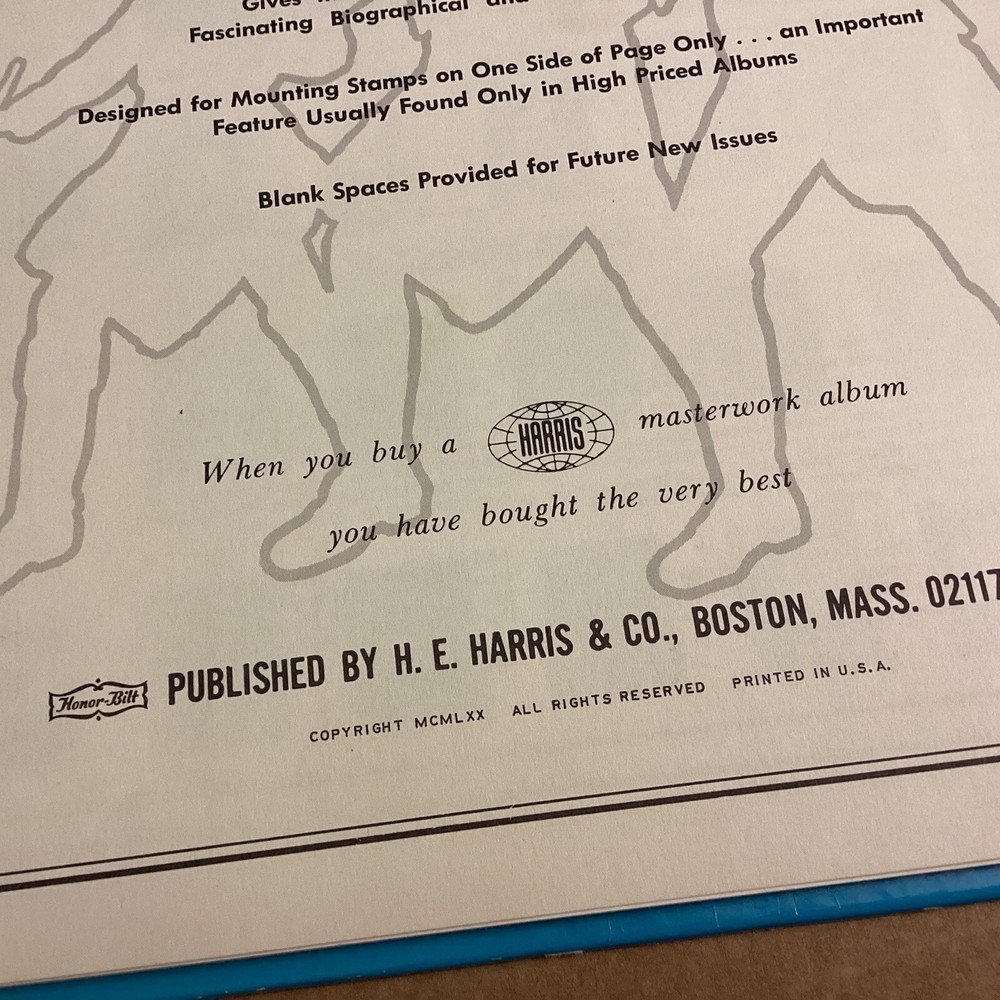 Gives
Fascinating Biographical and
Designed for Mounting Stamps on One Side of Page Only . . . an Important
Feature Usually Found Only in High Priced Albums
Blank Spaces Provided for Future New Issues
When you buy a HARRIS masterwork album
you have bought the very best
Honor-Bilt PUBLISHED BY H. E. HARRIS & CO., BOSTON, MASS. 02117
COPYRIGHT MCMLXX ALL RIGHTS RESERVED PRINTED IN U.S.A.